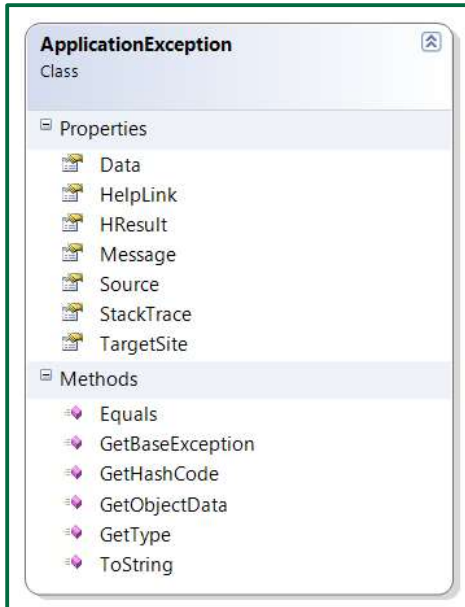 ApplicationException
Class
Properties
Data
HelpLink
HResult
Message
Source
StackTrace
TargetSite
Methods
Equals
GetBaseException
GetHashCode
GetObjectData
GetType
ToString